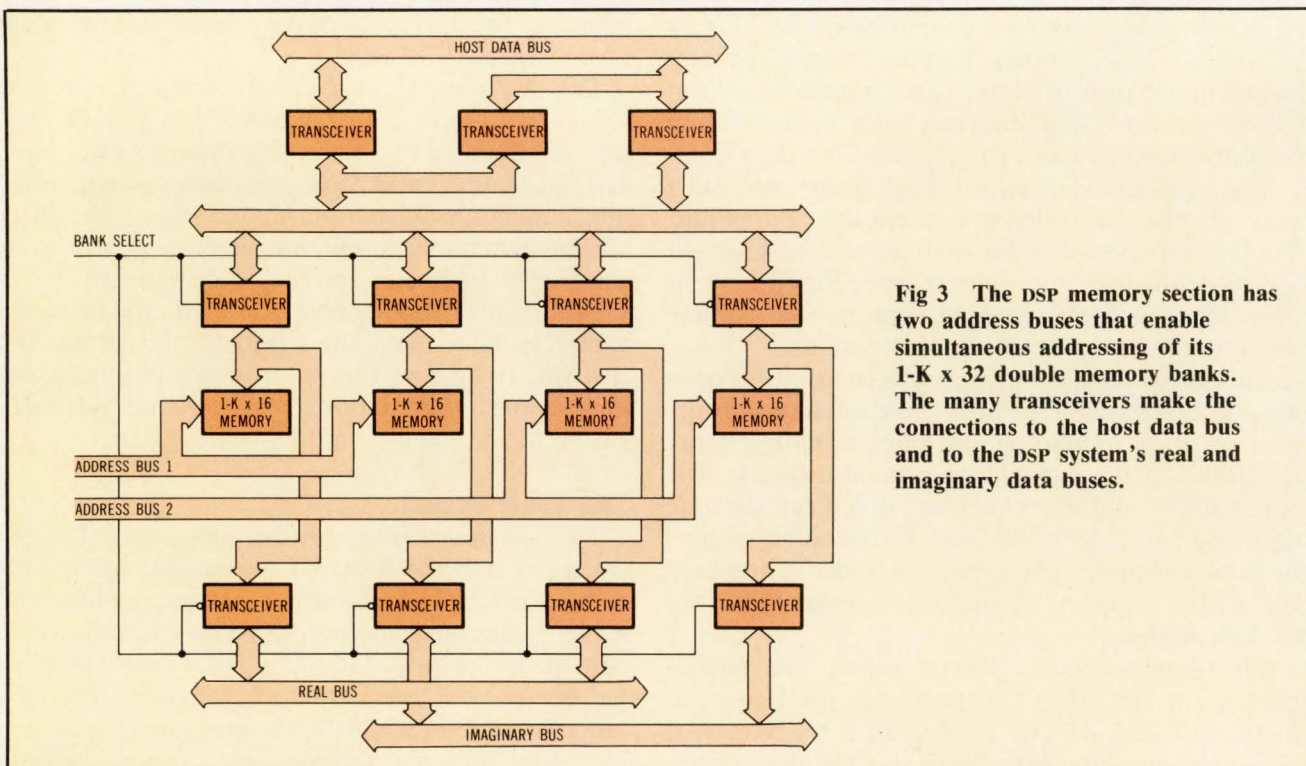 HOST DATA BUS
TRANSCEIVER TRANSCEIVER TRANSCEIVER
BANK SELECT
TRANSCEIVER TRANSCEIVER TRANSCEIVER TRANSCEIVER
1-K x 16 MEMORY 1-K x 16 MEMORY 1-K x 16 MEMORY 1-K x 16 MEMORY
ADDRESS BUS 1
ADDRESS BUS 2
TRANSCEIVER TRANSCEIVER TRANSCEIVER TRANSCEIVER
REAL BUS
IMAGINARY BUS
Fig 3 The DSP memory section has
two address buses that enable
simultaneous addressing of its
1-K x 32 double memory banks.
The many transceivers make the
connections to the host data bus
and to the DSP system's real and
imaginary data buses.